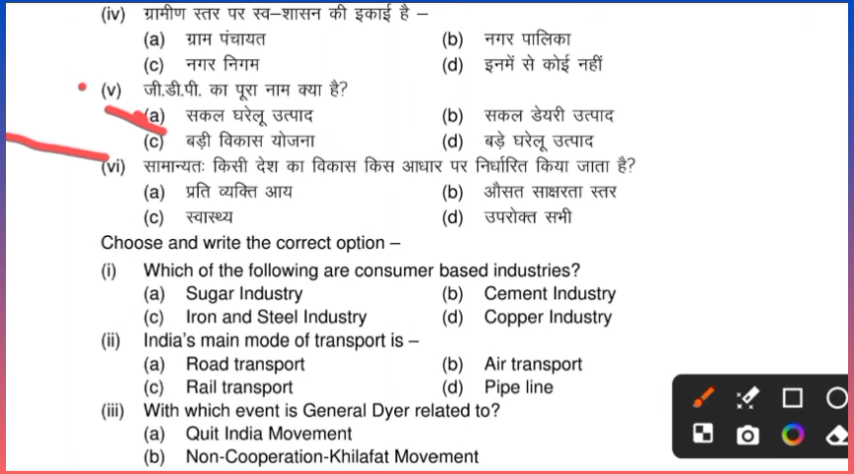 (iv) ग्रामीण स्तर पर स्व–शासन की इकाई है –
(a) ग्राम पंचायत (b) नगर पालिका
(c) नगर निगम (d) इनमें से कोई नहीं
(v) जी.डी.पी. का पूरा नाम क्या है?
(a) सकल घरेलू उत्पाद (b) सकल डेयरी उत्पाद
(c) बड़ी विकास योजना (d) बड़े घरेलू उत्पाद
(vi) सामान्यतः किसी देश का विकास किस आधार पर निर्धारित किया जाता है?
(a) प्रति व्यक्ति आय (b) औसत साक्षरता स्तर
(c) स्वास्थ्य (d) उपरोक्त सभी
Choose and write the correct option –
(i) Which of the following are consumer based industries?
(a) Sugar Industry (b) Cement Industry
(c) Iron and Steel Industry (d) Copper Industry
(ii) India's main mode of transport is –
(a) Road transport (b) Air transport
(c) Rail transport (d) Pipe line
(iii) With which event is General Dyer related to?
(a) Quit India Movement
(b) Non-Cooperation-Khilafat Movement